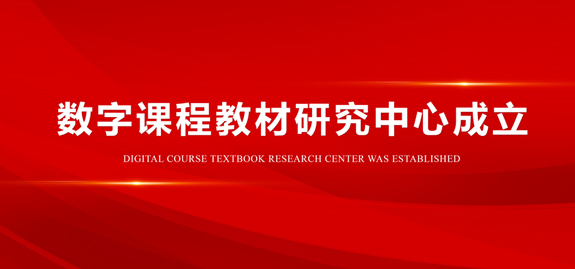 数字课程教材研究中心成立
DIGITAL COURSE TEXTBOOK RESEARCH CENTER WAS ESTABLISHED